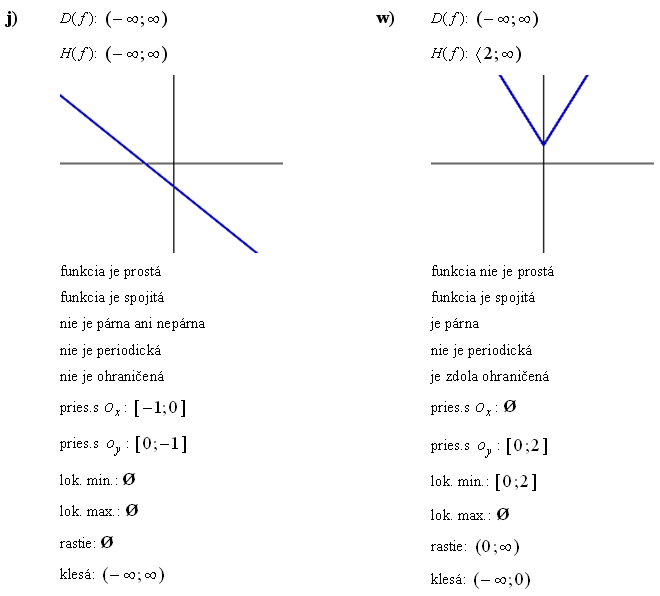 j)
D(f): (− ∞; ∞)
H(f): (− ∞; ∞)
funkcia je prostá
funkcia je spojitá
nie je párna ani nepárna
nie je periodická
nie je ohraničená
pries.s oₓ : [−1;0]
pries.s o_y : [0;−1]
lok. min.: Ø
lok. max.: Ø
rastie: Ø
klesá: (− ∞; ∞)
w)
D(f): (− ∞; ∞)
H(f): ⟨2; ∞)
funkcia nie je prostá
funkcia je spojitá
je párna
nie je periodická
je zdola ohraničená
pries.s oₓ : Ø
pries.s o_y : [0;2]
lok. min.: [0;2]
lok. max.: Ø
rastie: (0; ∞)
klesá: (− ∞; 0)